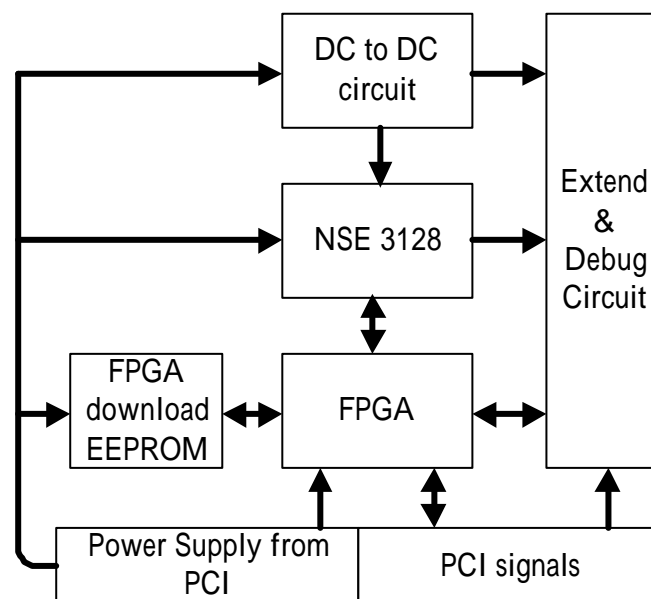 DC to DC
circuit
NSE 3128
Extend
&
Debug
Circuit
FPGA
download
EEPROM
FPGA
Power Supply from
PCI
PCI signals